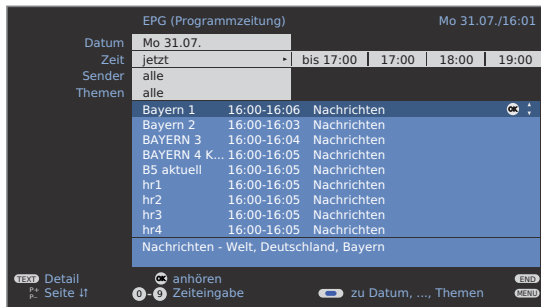 EPG (Programmzeitung) Mo 31.07./16:01
Datum Mo 31.07.
Zeit jetzt bis 17:00 17:00 18:00 19:00
Sender alle
Themen alle
Bayern 1 16:00-16:06 Nachrichten OK
Bayern 2 16:00-16:03 Nachrichten
BAYERN 3 16:00-16:04 Nachrichten
BAYERN 4 K... 16:00-16:05 Nachrichten
B5 aktuell 16:00-16:05 Nachrichten
hr1 16:00-16:05 Nachrichten
hr2 16:00-16:05 Nachrichten
hr3 16:00-16:05 Nachrichten
hr4 16:00-16:05 Nachrichten
Nachrichten - Welt, Deutschland, Bayern
TEXT Detail OK anhören END
P+ P- Seite ↓↑ 0-9 Zeiteingabe zu Datum, ..., Themen MENU